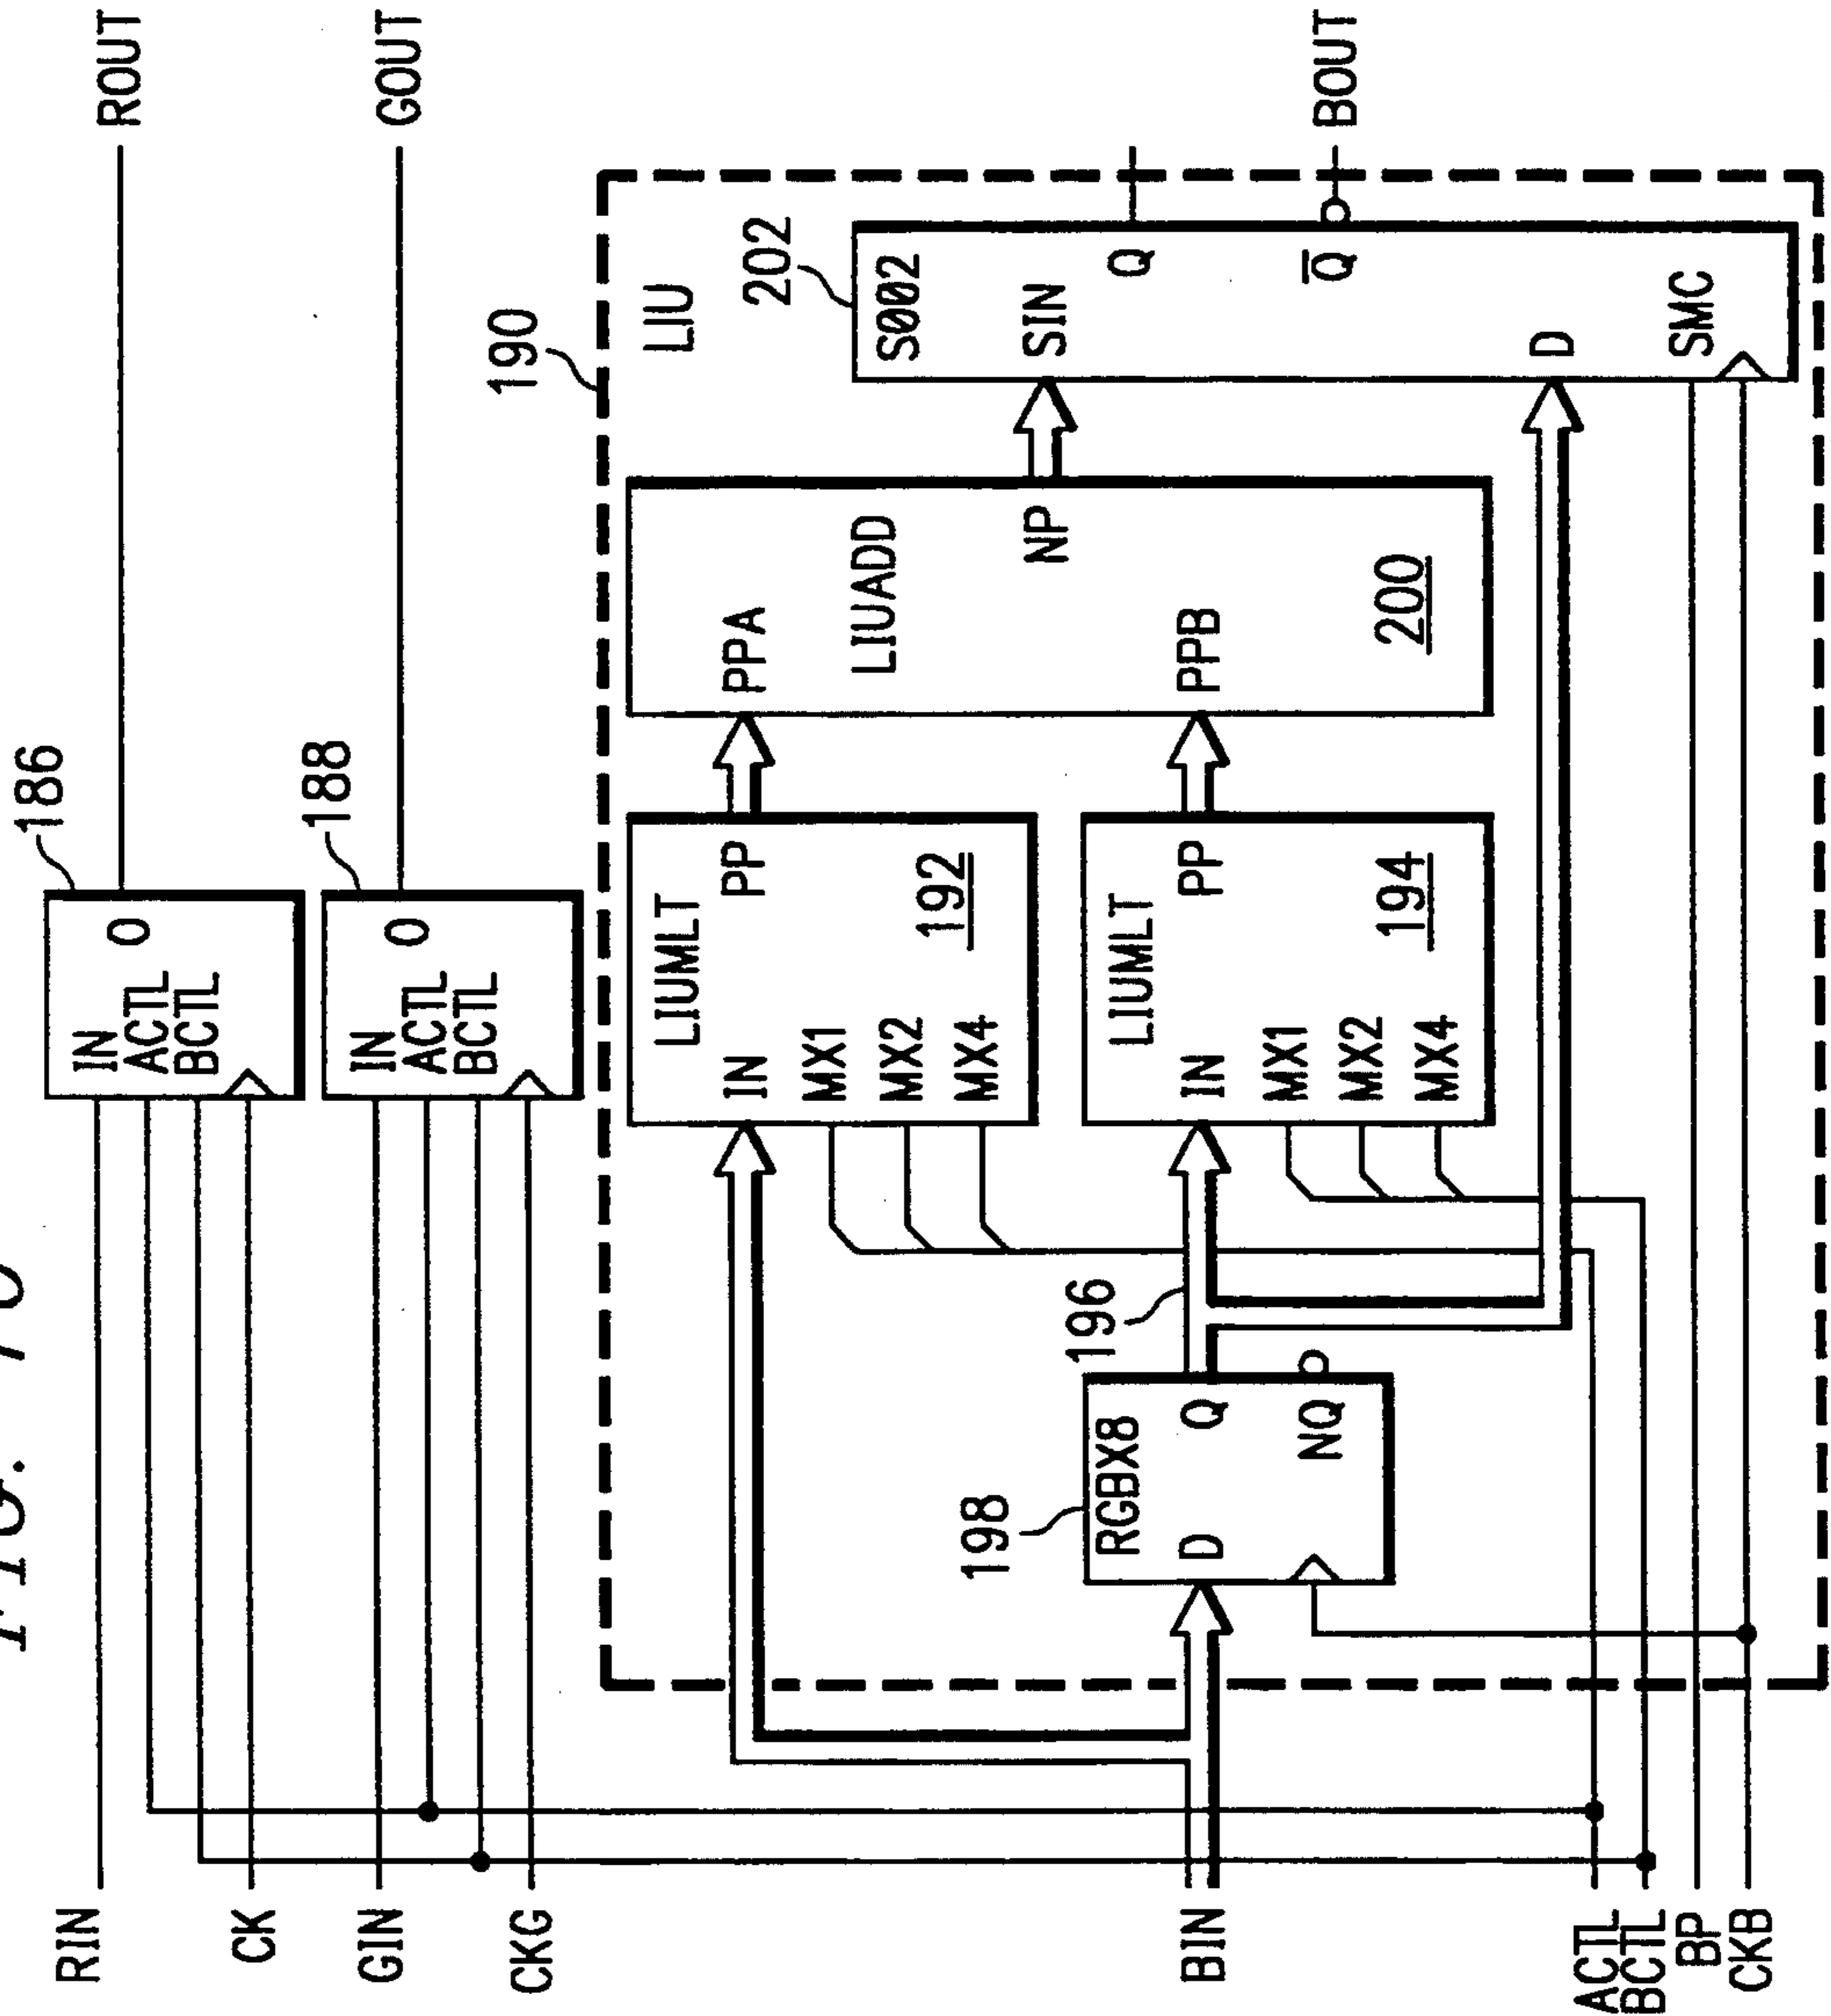 FIG.
RIN
CK
GIN
CKG
BIN
ACTL
BCTL
BP
CKB
186
IN
ACTL
BCTL
O
ROUT
188
IN
ACTL
BCTL
O
GOUT
190
LIU
LIUMLT
IN
PP
MX1
MX2
MX4
192
LIUMLT
IN
PP
MX1
MX2
MX4
194
196
198
RGBX8
D
Q
NQ
PPA
LIUADD
NP
PPB
200
202
S002
SIN
Q
Q̅
D
SMC
BOUT